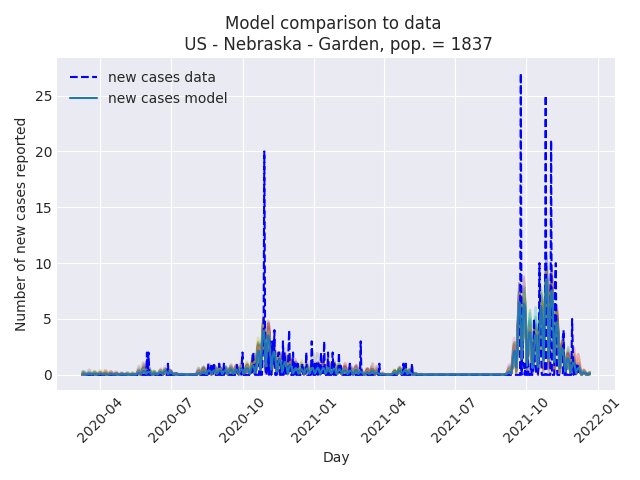 Model comparison to data
US - Nebraska - Garden, pop. = 1837
new cases data
new cases model
Number of new cases reported
25
20
15
10
5
0
2020-04
2020-07
2020-10
2021-01
2021-04
2021-07
2021-10
2022-01
Day